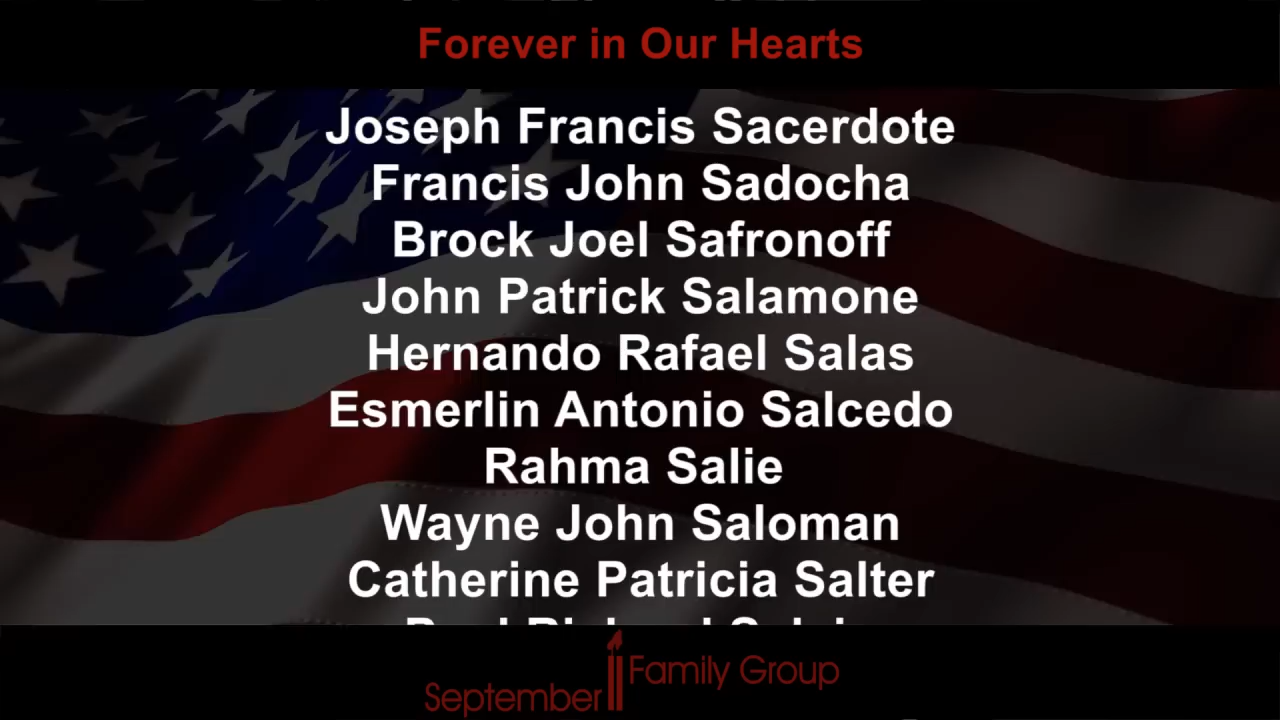 Forever in Our Hearts
Joseph Francis Sacerdote
Francis John Sadocha
Brock Joel Safronoff
John Patrick Salamone
Hernando Rafael Salas
Esmerlin Antonio Salcedo
Rahma Salie
Wayne John Saloman
Catherine Patricia Salter
September 11 Family Group